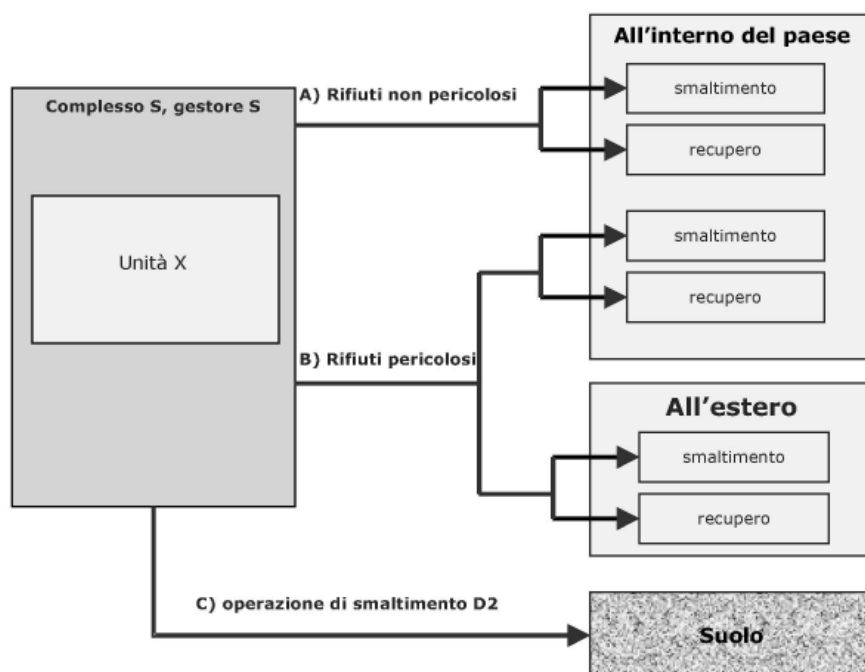 All'interno del paese
A) Rifiuti non pericolosi
smaltimento
Complesso S, gestore S
recupero
smaltimento
Unità X
recupero
B) Rifiuti pericolosi
All'estero
smaltimento
recupero
C) operazione di smaltimento D2
Suolo